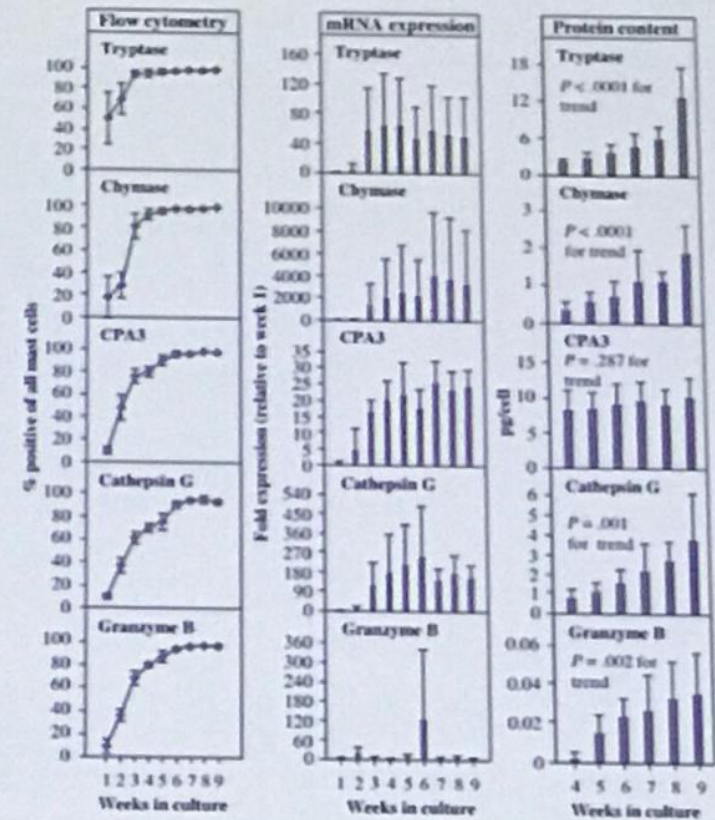 Flow cytometry
% positive of all mast cells
Tryptase
100
80
60
40
20
0
Chymase
100
80
60
40
20
0
CPA3
100
80
60
40
20
0
Cathepsin G
100
80
60
40
20
0
Granzyme B
100
80
60
40
20
0
1 2 3 4 5 6 7 8 9
Weeks in culture
mRNA expression
Fold expression (relative to week 1)
Tryptase
160
120
80
40
0
Chymase
10000
8000
6000
4000
2000
0
CPA3
35
30
25
20
15
10
5
0
Cathepsin G
540
450
360
270
180
90
0
Granzyme B
360
300
240
180
120
60
0
1 2 3 4 5 6 7 8 9
Weeks in culture
Protein content
pg/cell
Tryptase
P < .0001 for
trend
18
12
6
0
Chymase
P < .0001
for trend
3
2
1
0
CPA3
P = .287 for
trend
15
10
5
0
Cathepsin G
P = .001
for trend
6
5
4
3
2
1
0
Granzyme B
P = .002 for
trend
0.06
0.04
0.02
0
4 5 6 7 8 9
Weeks in culture